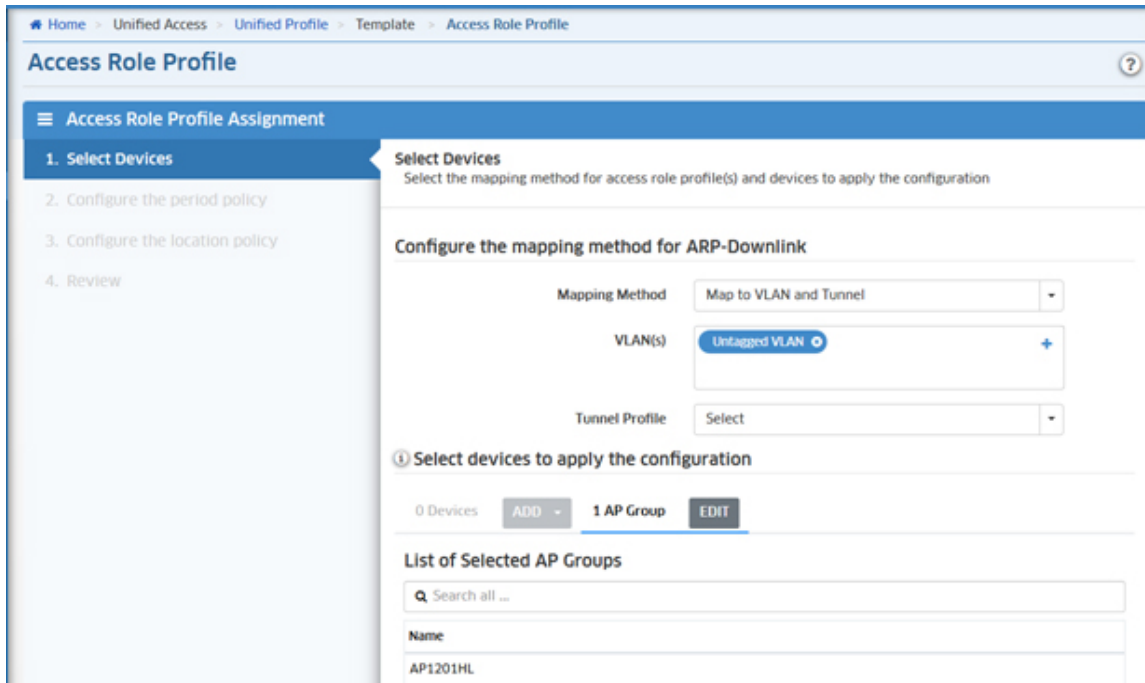 Home > Unified Access > Unified Profile > Template > Access Role Profile
Access Role Profile
?
Access Role Profile Assignment
1. Select Devices
2. Configure the period policy
3. Configure the location policy
4. Review
Select Devices
Select the mapping method for access role profile(s) and devices to apply the configuration
Configure the mapping method for ARP-Downlink
Mapping Method Map to VLAN and Tunnel
VLAN(s) Untagged VLAN
Tunnel Profile Select
Select devices to apply the configuration
0 Devices ADD 1 AP Group EDIT
List of Selected AP Groups
Search all ...
Name
AP1201HL